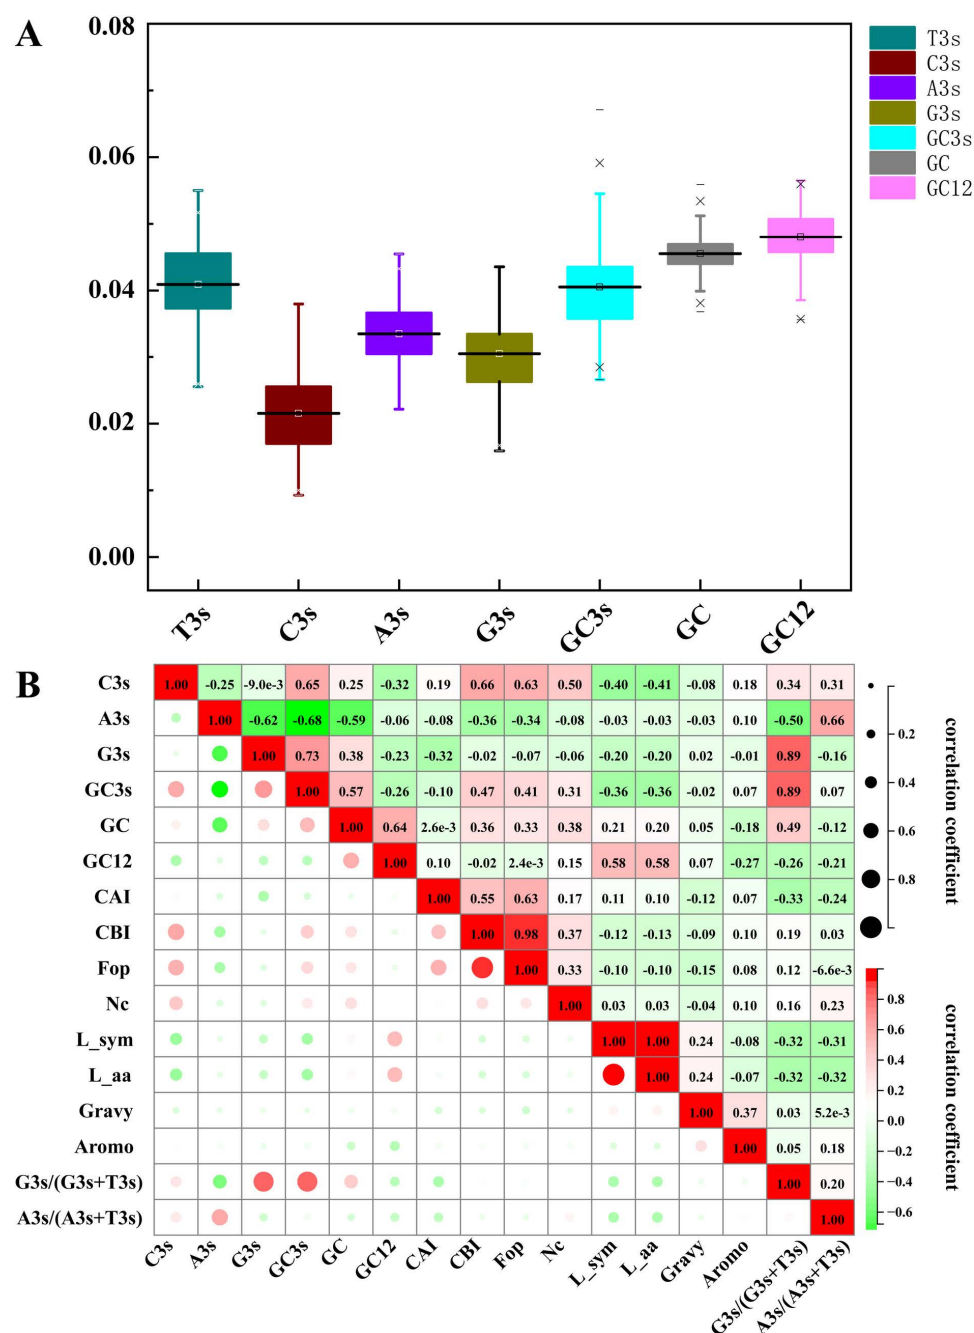 A
0.08
0.06
0.04
0.02
0.00
T3s
C3s
A3s
G3s
GC3s
GC
GC12
T3s
C3s
A3s
G3s
GC3s
GC
GC12
B
C3s 1.00 -0.25 -9.0e-3 0.65 0.25 -0.32 0.19 0.66 0.63 0.50 -0.40 -0.41 -0.08 0.18 0.34 0.31
A3s 1.00 -0.62 -0.68 -0.59 -0.06 -0.08 -0.36 -0.34 -0.08 -0.03 -0.03 -0.03 0.10 -0.50 0.66
G3s 1.00 0.73 0.38 -0.23 -0.32 -0.02 -0.07 -0.06 -0.20 -0.20 0.02 -0.01 0.89 -0.16
GC3s 1.00 0.57 -0.26 -0.10 0.47 0.41 0.31 -0.36 -0.36 -0.02 0.07 0.89 0.07
GC 1.00 0.64 2.6e-3 0.36 0.33 0.38 0.21 0.20 0.05 -0.18 0.49 -0.12
GC12 1.00 0.10 -0.02 2.4e-3 0.15 0.58 0.58 0.07 -0.27 -0.26 -0.21
CAI 1.00 0.55 0.63 0.17 0.11 0.10 -0.12 0.07 -0.33 -0.24
CBI 1.00 0.98 0.37 -0.12 -0.13 -0.09 0.10 0.19 0.03
Fop 1.00 0.33 -0.10 -0.10 -0.15 0.08 0.12 -6.6e-3
Nc 1.00 0.03 0.03 -0.04 0.10 0.16 0.23
L_sym 1.00 1.00 0.24 -0.08 -0.32 -0.31
L_aa 1.00 0.24 -0.07 -0.32 -0.32
Gravy 1.00 0.37 0.03 5.2e-3
Aromo 1.00 0.05 0.18
G3s/(G3s+T3s) 1.00 0.20
A3s/(A3s+T3s) 1.00
C3s
A3s
G3s
GC3s
GC
GC12
CAI
CBI
Fop
Nc
L_sym
L_aa
Gravy
Aromo
G3s/(G3s+T3s)
A3s/(A3s+T3s)
0.2
0.4
0.6
0.8
correlation coefficient
0.8
0.6
0.4
0.2
0.0
-0.2
-0.4
-0.6
correlation coefficient